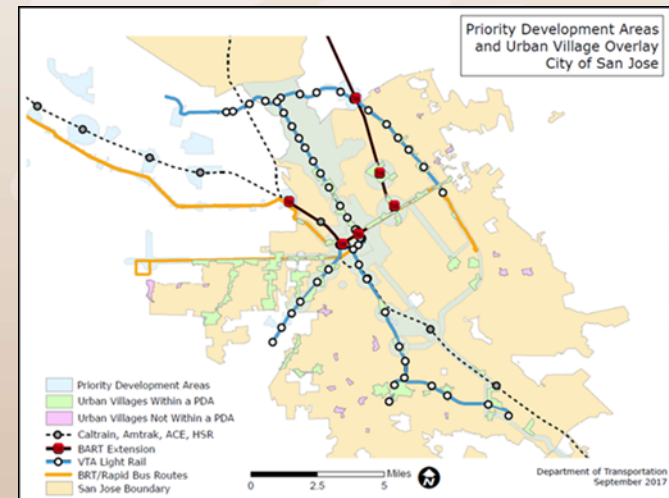 Priority Development Areas
and Urban Village Overlay
City of San Jose
Priority Development Areas
Urban Villages Within a PDA
Urban Villages Not Within a PDA
Caltrain, Amtrak, ACE, HSR
BART Extension
VTA Light Rail
BRT/Rapid Bus Routes
San Jose Boundary
Miles
0 2.5 5
Department of Transportation
September 2017